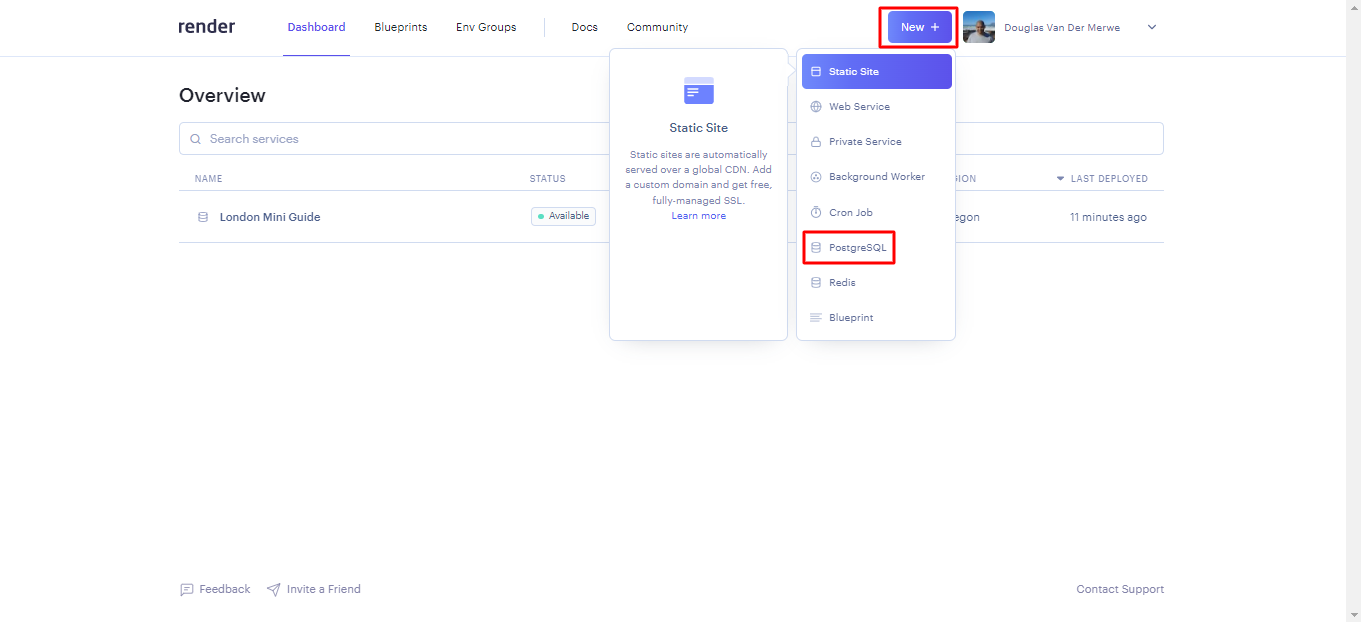 render
Dashboard
Blueprints
Env Groups
Docs
Community
New +
Douglas Van Der Merwe
Overview
Search services
NAME
STATUS
GION
LAST DEPLOYED
London Mini Guide
Available
egon
11 minutes ago
Static Site
Static sites are automatically
served over a global CDN. Add
a custom domain and get free,
fully-managed SSL.
Learn more
Static Site
Web Service
Private Service
Background Worker
Cron Job
PostgreSQL
Redis
Blueprint
Feedback
Invite a Friend
Contact Support